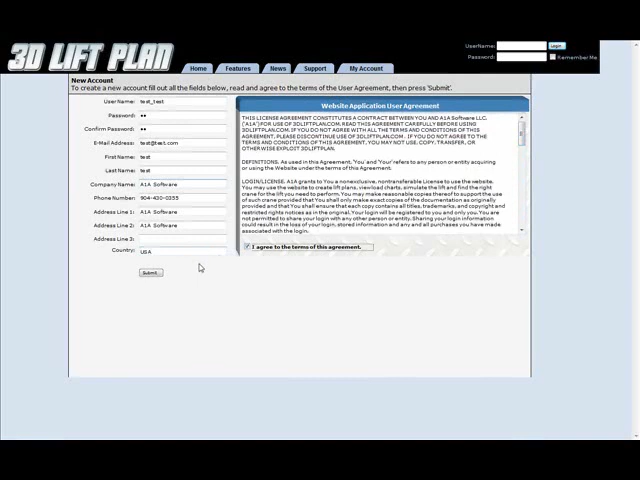 3D LIFT PLAN
Home Features News Support My Account
UserName: Login
Password: Remember Me
New Account
To create a new account fill out all the fields below, read and agree to the terms of the User Agreement, then press 'Submit'.
User Name: test_test
Password: ••
Confirm Password: ••
E-Mail Address: test@test.com
First Name: test
Last Name: test
Company Name: A1A Software
Phone Number: 904-430-0355
Address Line 1: A1A Software
Address Line 2: A1A Software
Address Line 3:
Country: USA
Submit
Website Application User Agreement
THIS LICENSE AGREEMENT CONSTITUTES A CONTRACT BETWEEN YOU AND A1A Software LLC.
('A1A')FOR USE OF 3DLIFTPLAN.COM. READ THIS AGREEMENT CAREFULLY BEFORE USING
3DLIFTPLAN.COM. IF YOU DO NOT AGREE WITH ALL THE TERMS AND CONDITIONS OF THIS
AGREEMENT, PLEASE DISCONTINUE USE OF 3DLIFTPLAN.COM . IF YOU DO NOT AGREE TO THE
TERMS AND CONDITIONS OF THIS AGREEMENT, YOU MAY NOT USE, COPY, TRANSFER, OR
OTHERWISE EXPLOIT 3DLIFTPLAN.
DEFINITIONS. As used in this Agreement, 'You' and 'Your' refers to any person or entity acquiring
or using the Website under the terms of this Agreement.
LOGIN/LICENSE. A1A grants to You a nonexclusive, nontransferable License to use the website.
You may use the website to create lift plans, view load charts, simulate the lift and find the right
crane for the lift you need to perform. You may make reasonable copies thereof to support the use
of such crane provided that You shall only make exact copies of the documentation as originally
provided and that You shall ensure that each copy contains all titles, trademarks, and copyright and
restricted rights notices as in the original. Your login will be registered to you and only you. You
are not permitted to share your login with any other person or entity. Sharing your login information
could result in the loss of login, stored information and any and all purchases you have made
associated with the login.
I agree to the terms of this agreement.